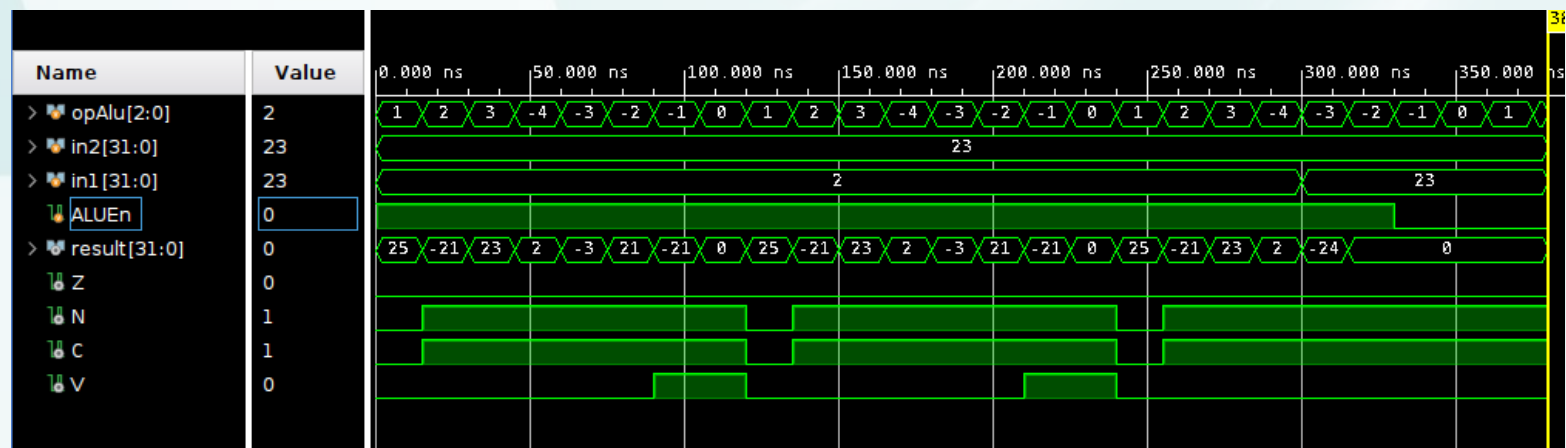 38
Name Value 0.000 ns 50.000 ns 100.000 ns 150.000 ns 200.000 ns 250.000 ns 300.000 ns 350.000 ns
opAlu[2:0] 2 1 2 3 -4 -3 -2 -1 0 1 2 3 -4 -3 -2 -1 0 1 2 3 -4 -3 -2 -1 0 1
in2[31:0] 23 23
in1[31:0] 23 2 23
ALUEn 0
result[31:0] 0 25 -21 23 2 -3 21 -21 0 25 -21 23 2 -3 21 -21 0 25 -21 23 2 -24 0
Z 0
N 1
C 1
V 0